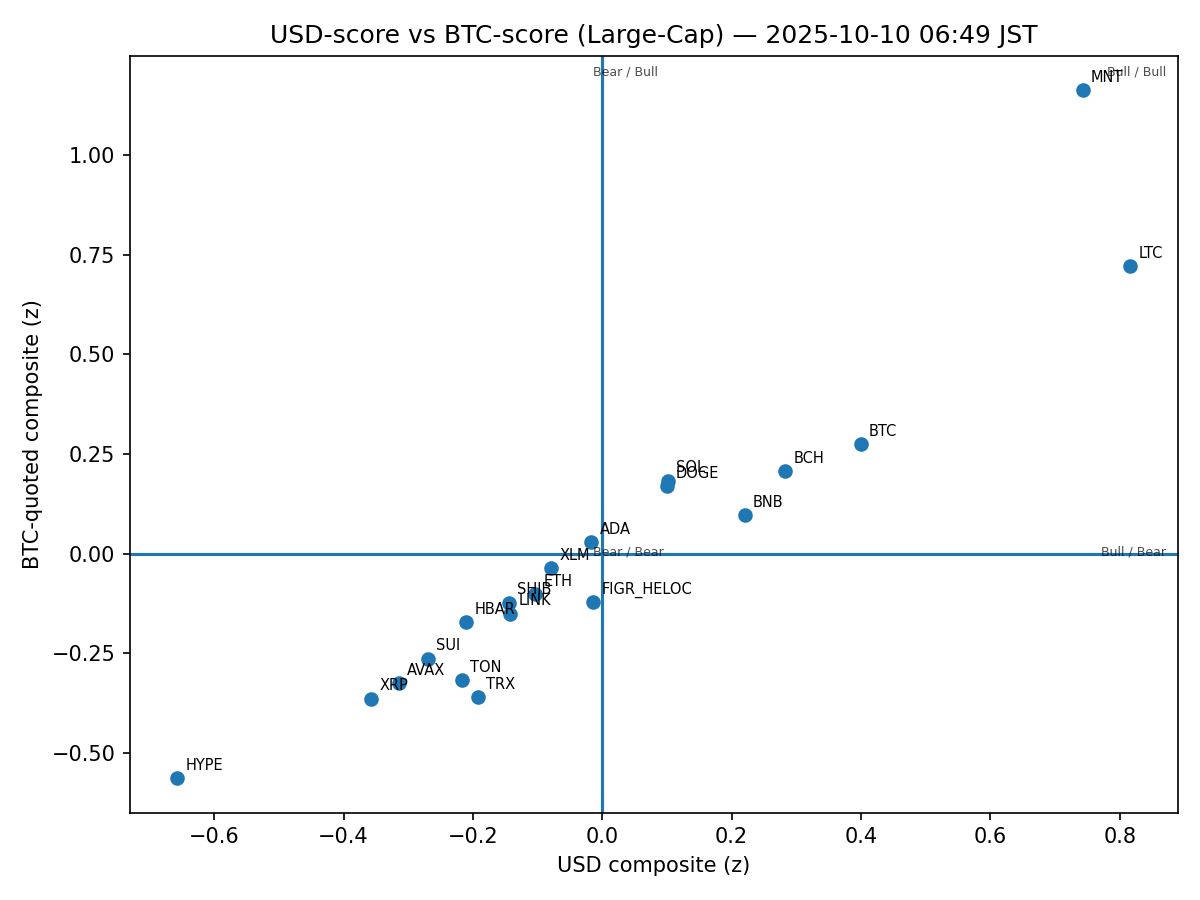 USD-score vs BTC-score (Large-Cap) — 2025-10-10 06:49 JST
Bear / Bull
Bull / Bull
MNT
LTC
BTC
BCH
SOL
DOGE
BNB
ADA
XLM
Bear / Bear
Bull / Bear
ETH
SHIB
LINK
FIGR_HELOC
HBAR
SUI
AVAX
TON
XRP
TRX
HYPE
1.00
0.75
0.50
0.25
0.00
−0.25
−0.50
BTC-quoted composite (z)
−0.6
−0.4
−0.2
0.0
0.2
0.4
0.6
0.8
USD composite (z)